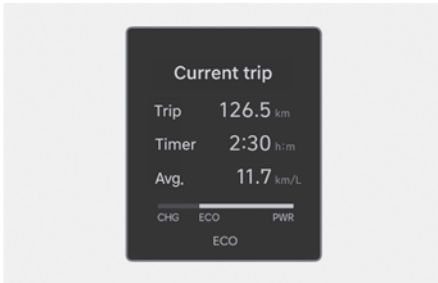 Current trip
Trip 126.5 km
Timer 2:30 h:m
Avg. 11.7 km/L
CHG ECO PWR
ECO